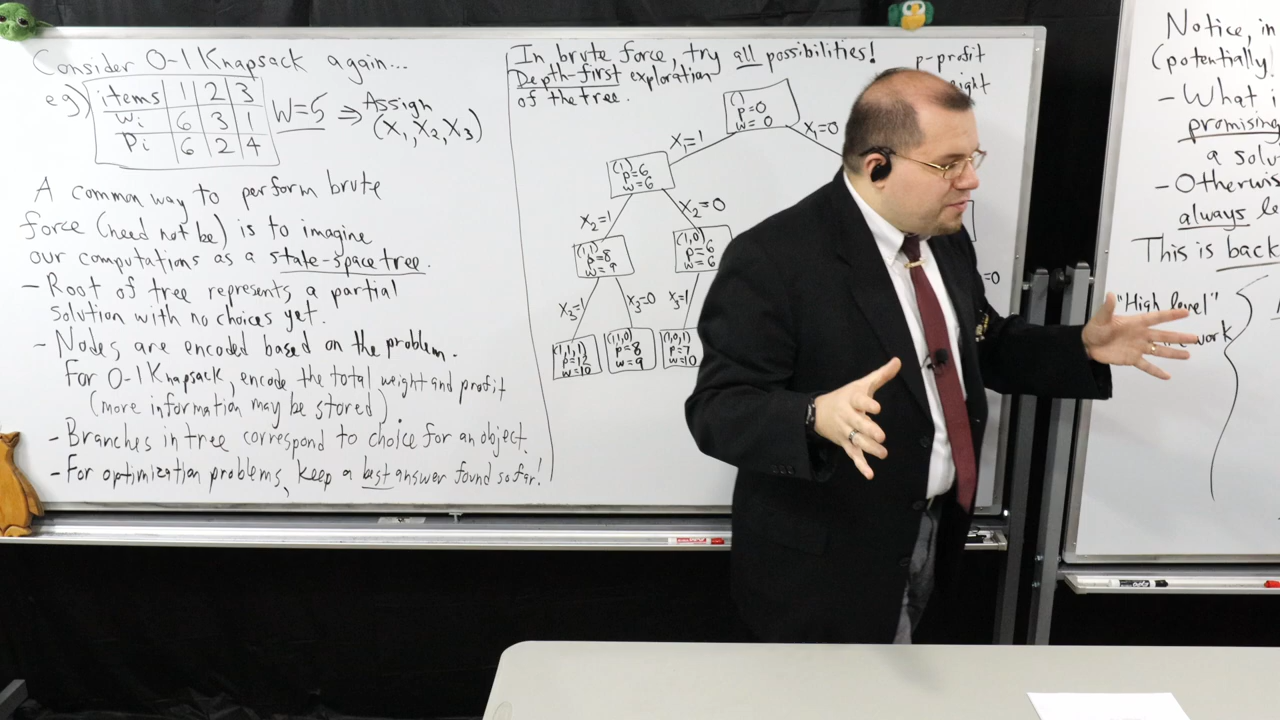 Consider 0-1 Knapsack again...
eg)
items 1 2 3
wi 6 3 1
Pi 6 2 4
W=5 ⇒ Assign
(X1, X2, X3)
A common way to perform brute
force (need not be) is to imagine
our computations as a state-space tree.
- Root of tree represents a partial
solution with no choices yet.
- Nodes are encoded based on the problem.
For 0-1 Knapsack, encode the total weight and profit
(more information may be stored)
- Branches in tree correspond to choice for an object.
- For optimization problems, keep a best answer found so far!
In brute force, try all possibilities!
Depth-first exploration
of the tree.
p-profit
()
P=0
w=0
X1=1
X1=0
(1)
P=6
w=6
X2=1
X2=0
(1,1)
P=8
w=9
(1,0)
P=6
w=6
X3=1
X3=0
X3=1
=0
(1,1,1)
P=12
w=10
(1,1,0)
P=8
w=9
(1,0,1)
w=10
Notice, in
(potentially!
- What i
promising
a solu
- Otherwis
always le
This is back
"High level"
work